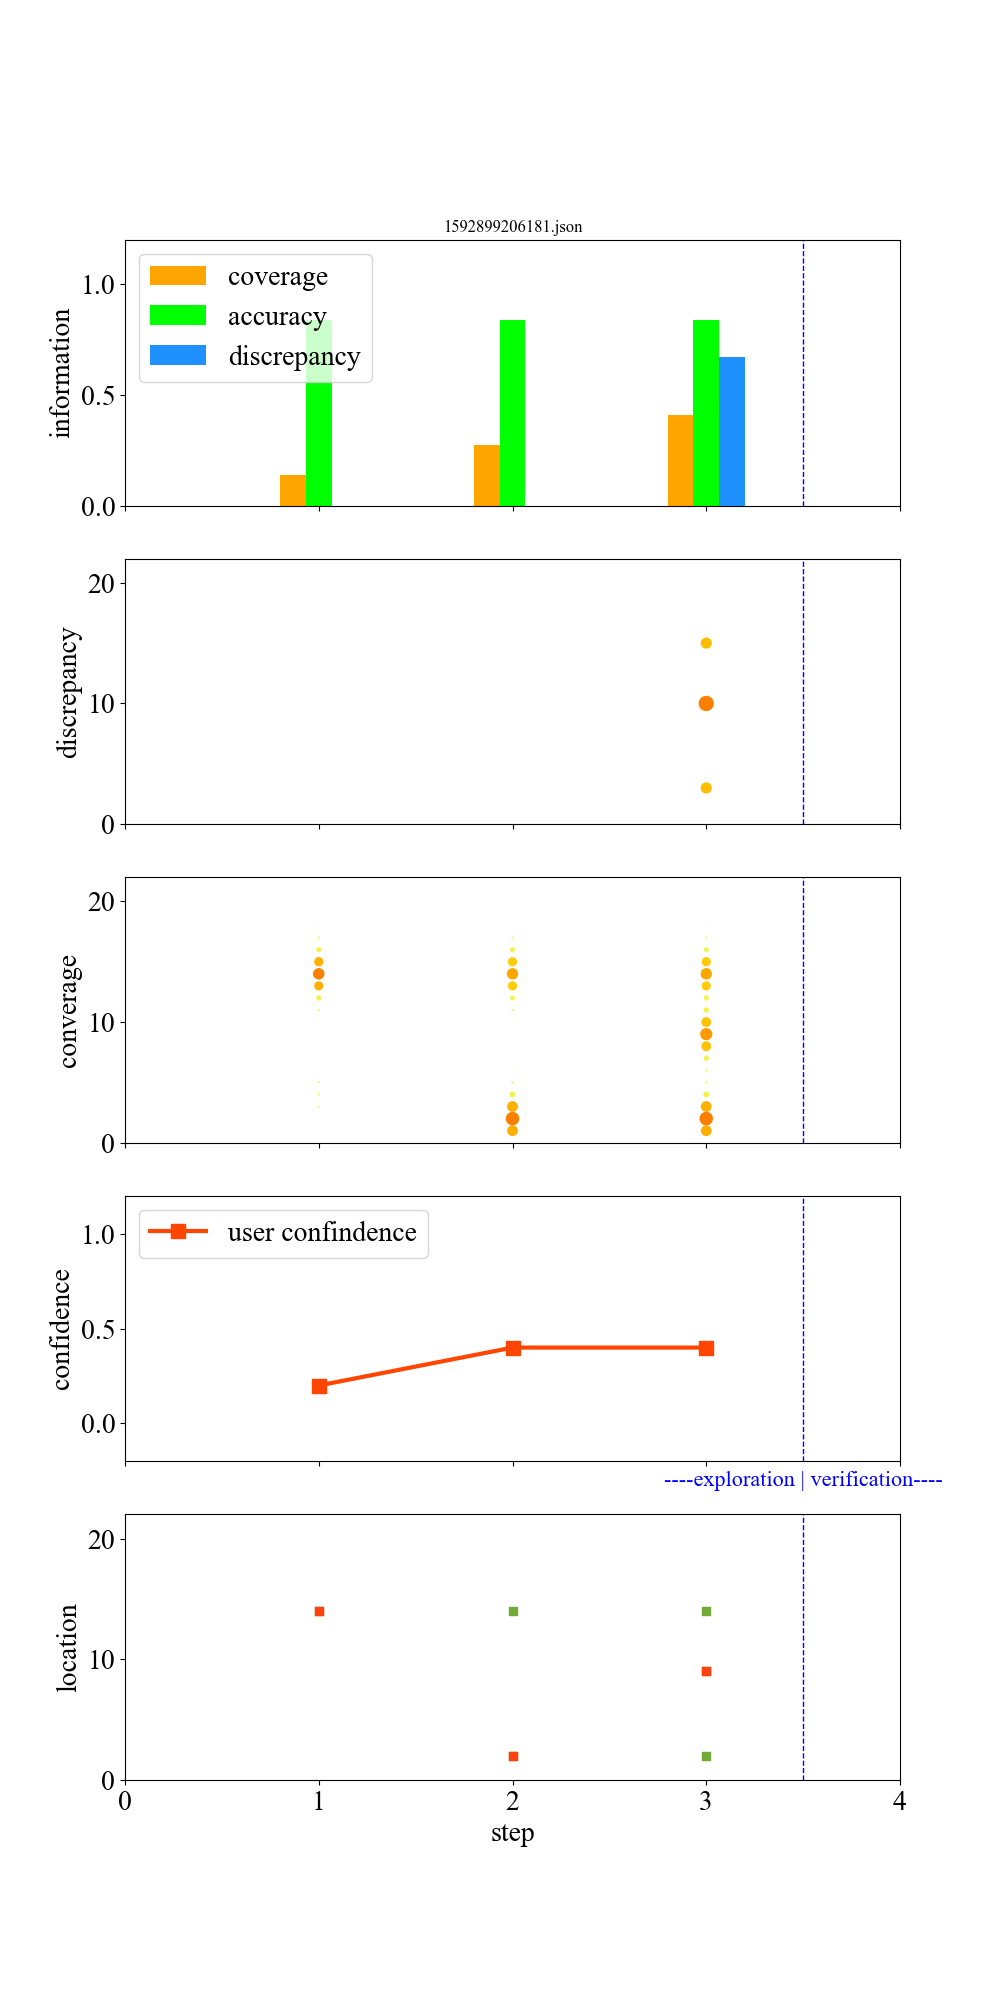 1592899206181.json
information
1.0
0.5
0.0
coverage
accuracy
discrepancy
discrepancy
20
10
0
converage
20
10
0
confidence
1.0
0.5
0.0
user confindence
----exploration | verification----
location
20
10
0
0 1 2 3 4
step